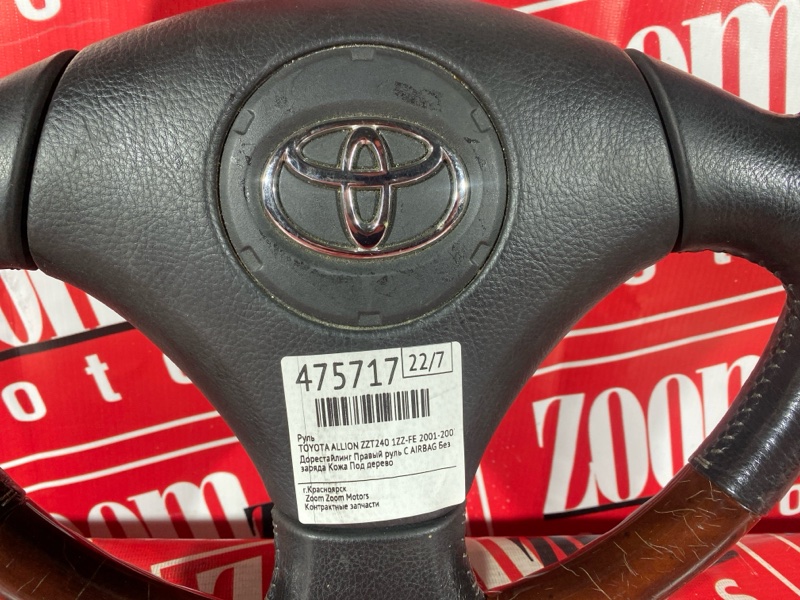 475717 22/7
Руль
TOYOTA ALLION ZZT240 1ZZ-FE 2001-200
Дорестайлинг Правый руль С AIRBAG Без
заряда Кожа Под дерево
г.Красноярск
Zoom Zoom Motors
Контрактные запчасти
zoom